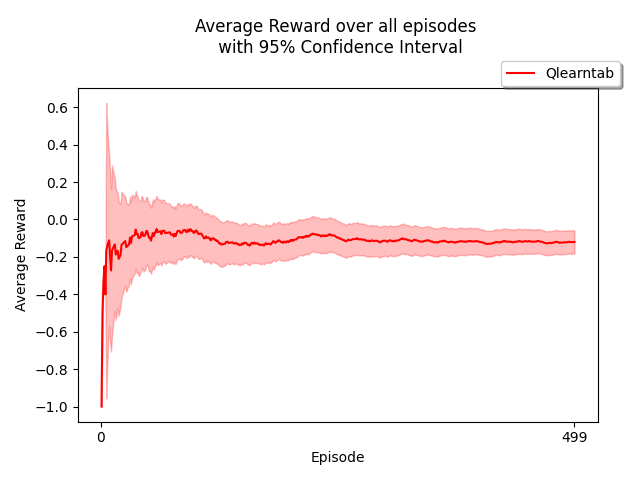 Average Reward over all episodes
with 95% Confidence Interval
Qlearntab
0.6
0.4
0.2
0.0
−0.2
−0.4
−0.6
−0.8
−1.0
Average Reward
0
499
Episode